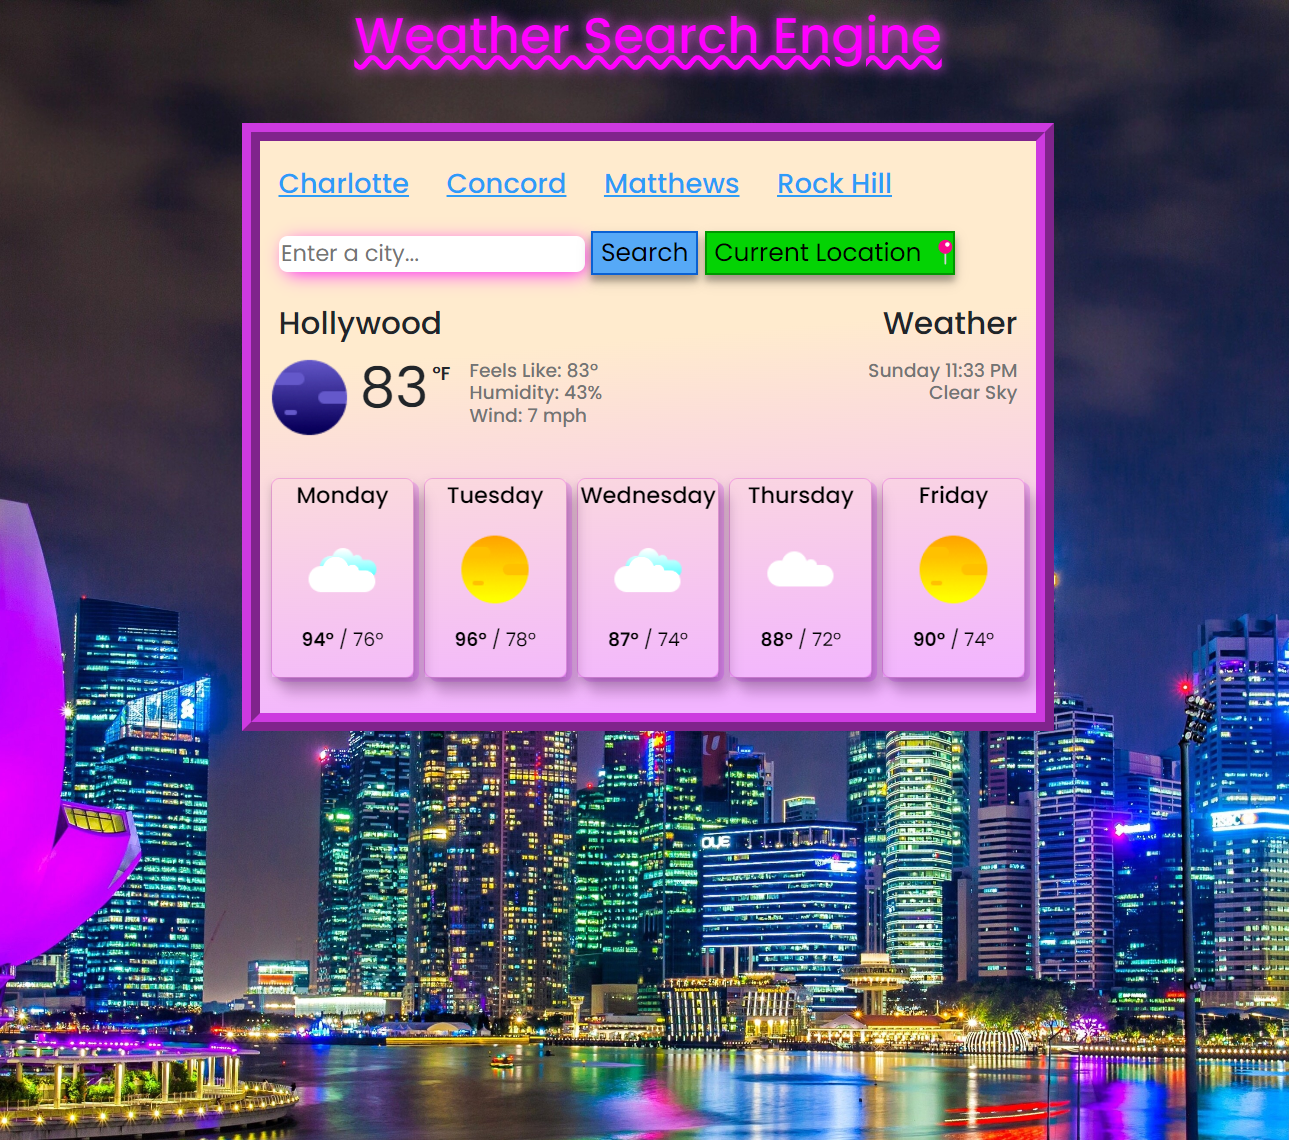 Weather Search Engine
Charlotte Concord Matthews Rock Hill
Enter a city... Search Current Location
Hollywood Weather
83 °F
Feels Like: 83°
Humidity: 43%
Wind: 7 mph
Sunday 11:33 PM
Clear Sky
Monday Tuesday Wednesday Thursday Friday
94° / 76° 96° / 78° 87° / 74° 88° / 72° 90° / 74°
OUE
HSBC